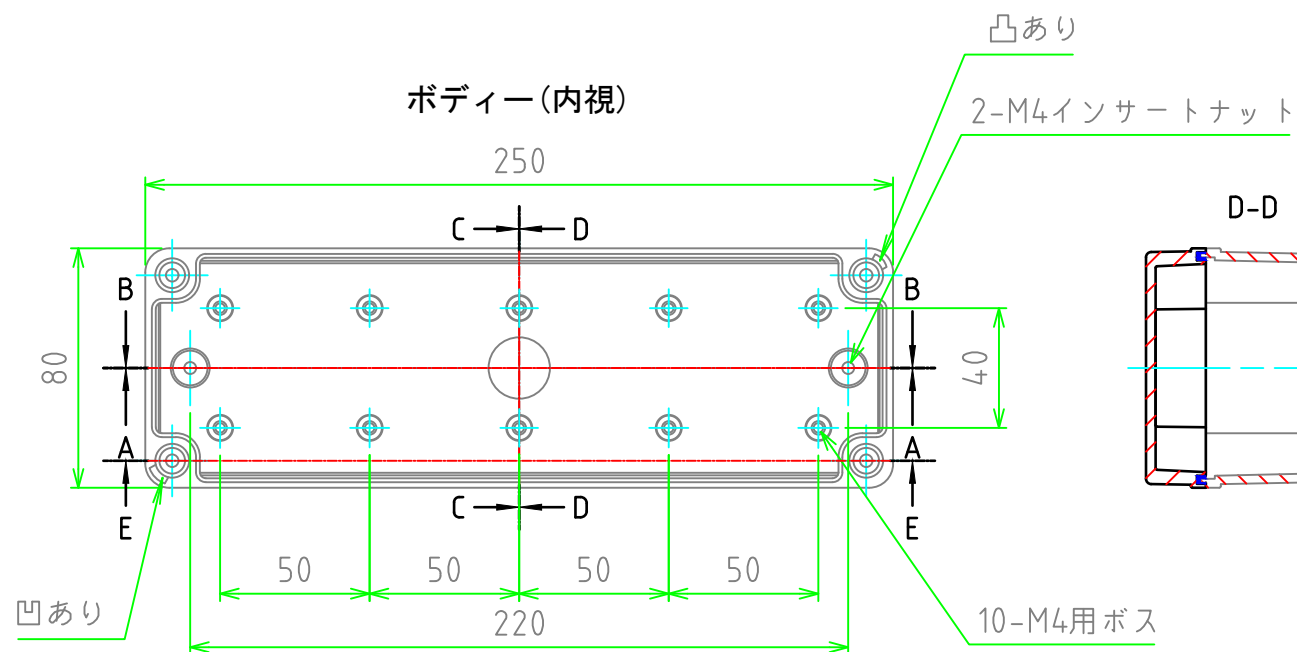 凸あり
ボディー(内視)
2-M4インサートナット
250
D-D
C D
B B
80
40
A A
E E
C D
50 50 50 50
凹あり
220
10-M4用ボス